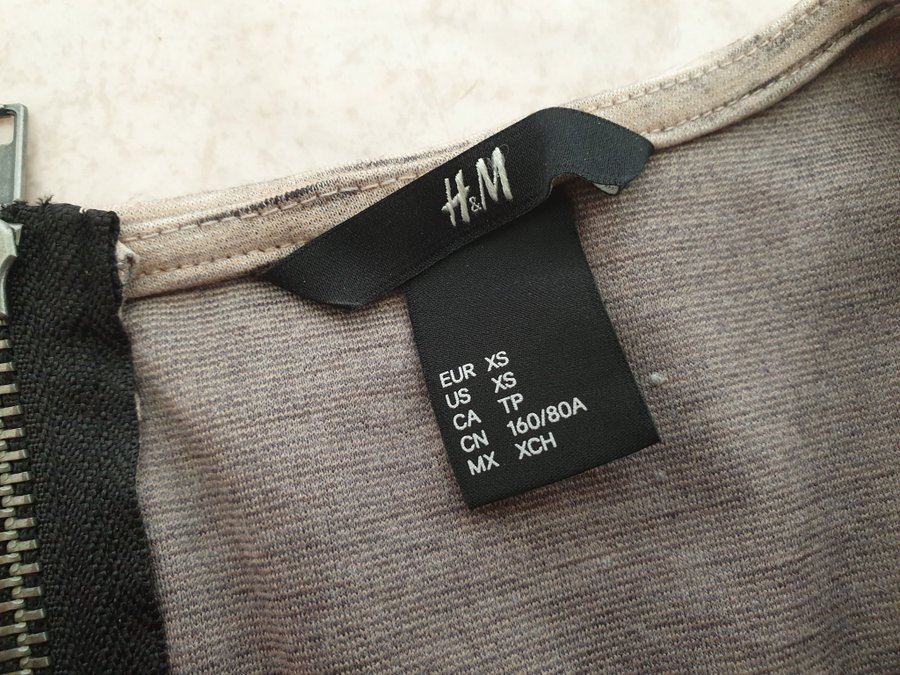 H&M
EUR XS
US XS
CA TP
CN 160/80A
MX XCH